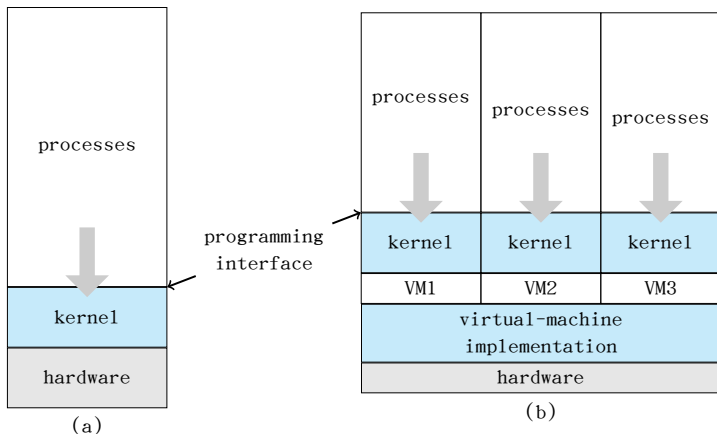 processes
programming
interface
kernel
hardware
(a)
processes
processes
processes
kernel
kernel
kernel
VM1
VM2
VM3
virtual-machine
implementation
hardware
(b)